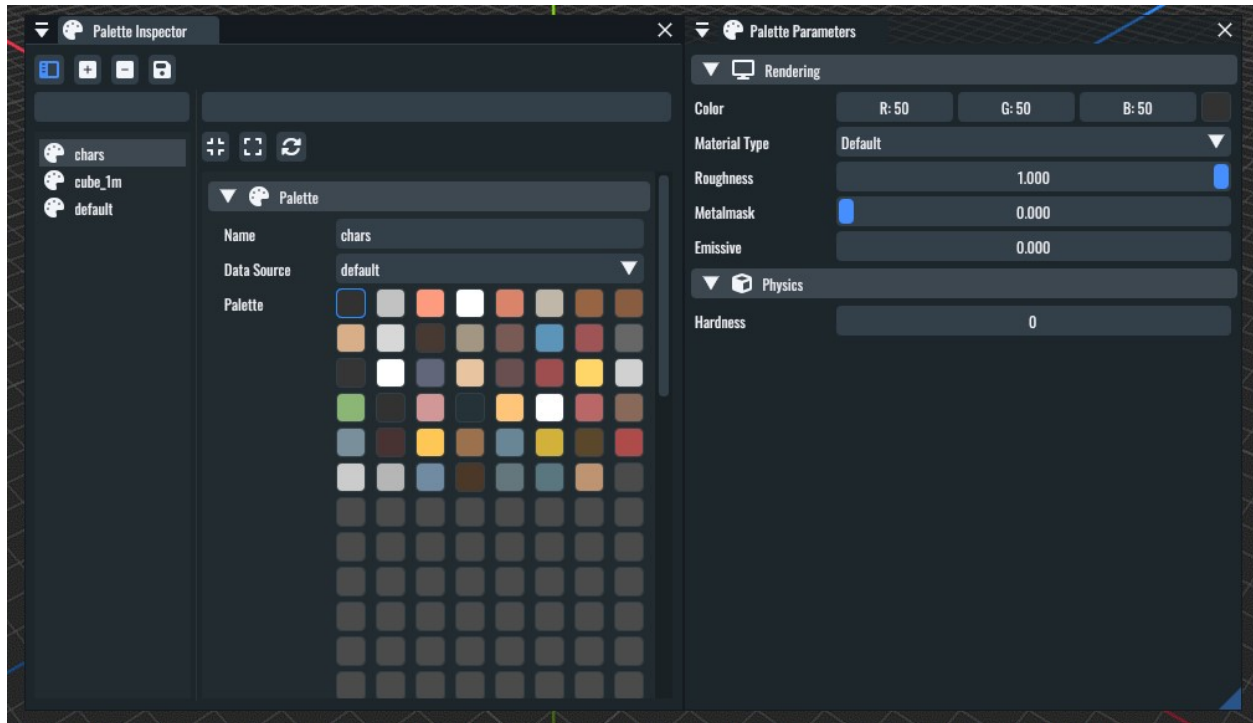 Palette Inspector
chars
cube_1m
default
Palette
Name chars
Data Source default
Palette
Palette Parameters
Rendering
Color R: 50 G: 50 B: 50
Material Type Default
Roughness 1.000
Metalmask 0.000
Emissive 0.000
Physics
Hardness 0